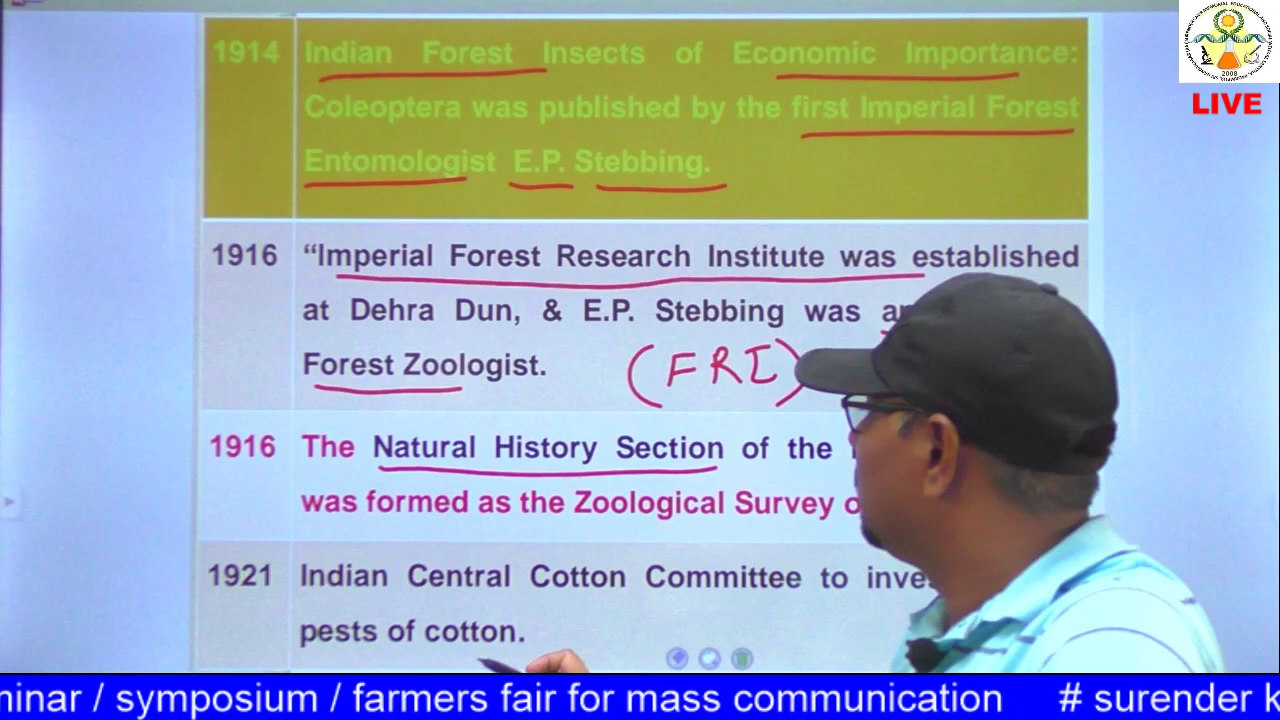 1914 Indian Forest Insects of Economic Importance:
Coleoptera was published by the first Imperial Forest
Entomologist E.P. Stebbing.
1916 “Imperial Forest Research Institute was established
at Dehra Dun, & E.P. Stebbing was
Forest Zoologist. (FRI)
1916 The Natural History Section of the
was formed as the Zoological Survey
1921 Indian Central Cotton Committee to
pests of cotton.
2008
LIVE
/ symposium / farmers fair for mass communication # surender